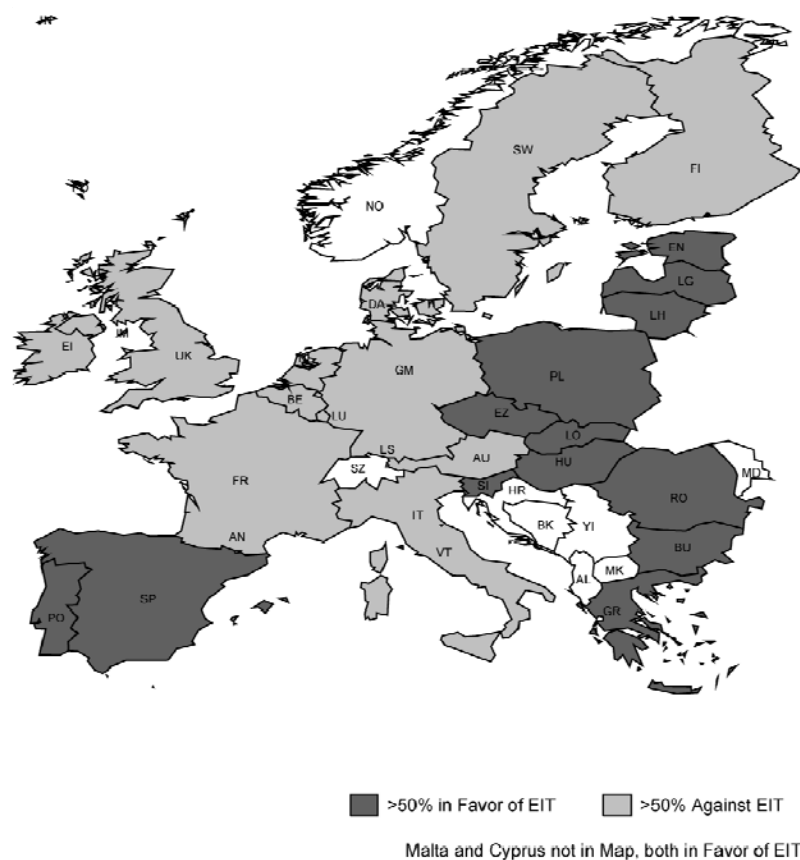 SW
FI
NO
EN
LG
LH
DA
EI
UK
GM
PL
BE
LU
EZ
LO
LS
AU
HU
SZ
FR
SI
HR
RO
MD
AN
IT
VT
BK
YI
BU
AL
MK
SP
PO
GR
>50% in Favor of EIT
>50% Against EIT
Malta and Cyprus not in Map, both in Favor of EIT